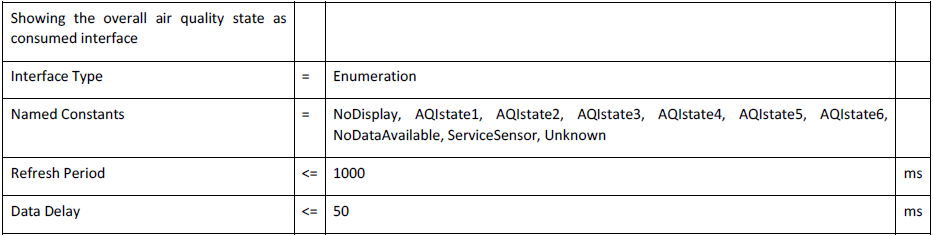 Showing the overall air quality state as
consumed interface
Interface Type = Enumeration
Named Constants = NoDisplay, AQIstate1, AQIstate2, AQIstate3, AQIstate4, AQIstate5, AQIstate6,
NoDataAvailable, ServiceSensor, Unknown
Refresh Period <= 1000 ms
Data Delay <= 50 ms